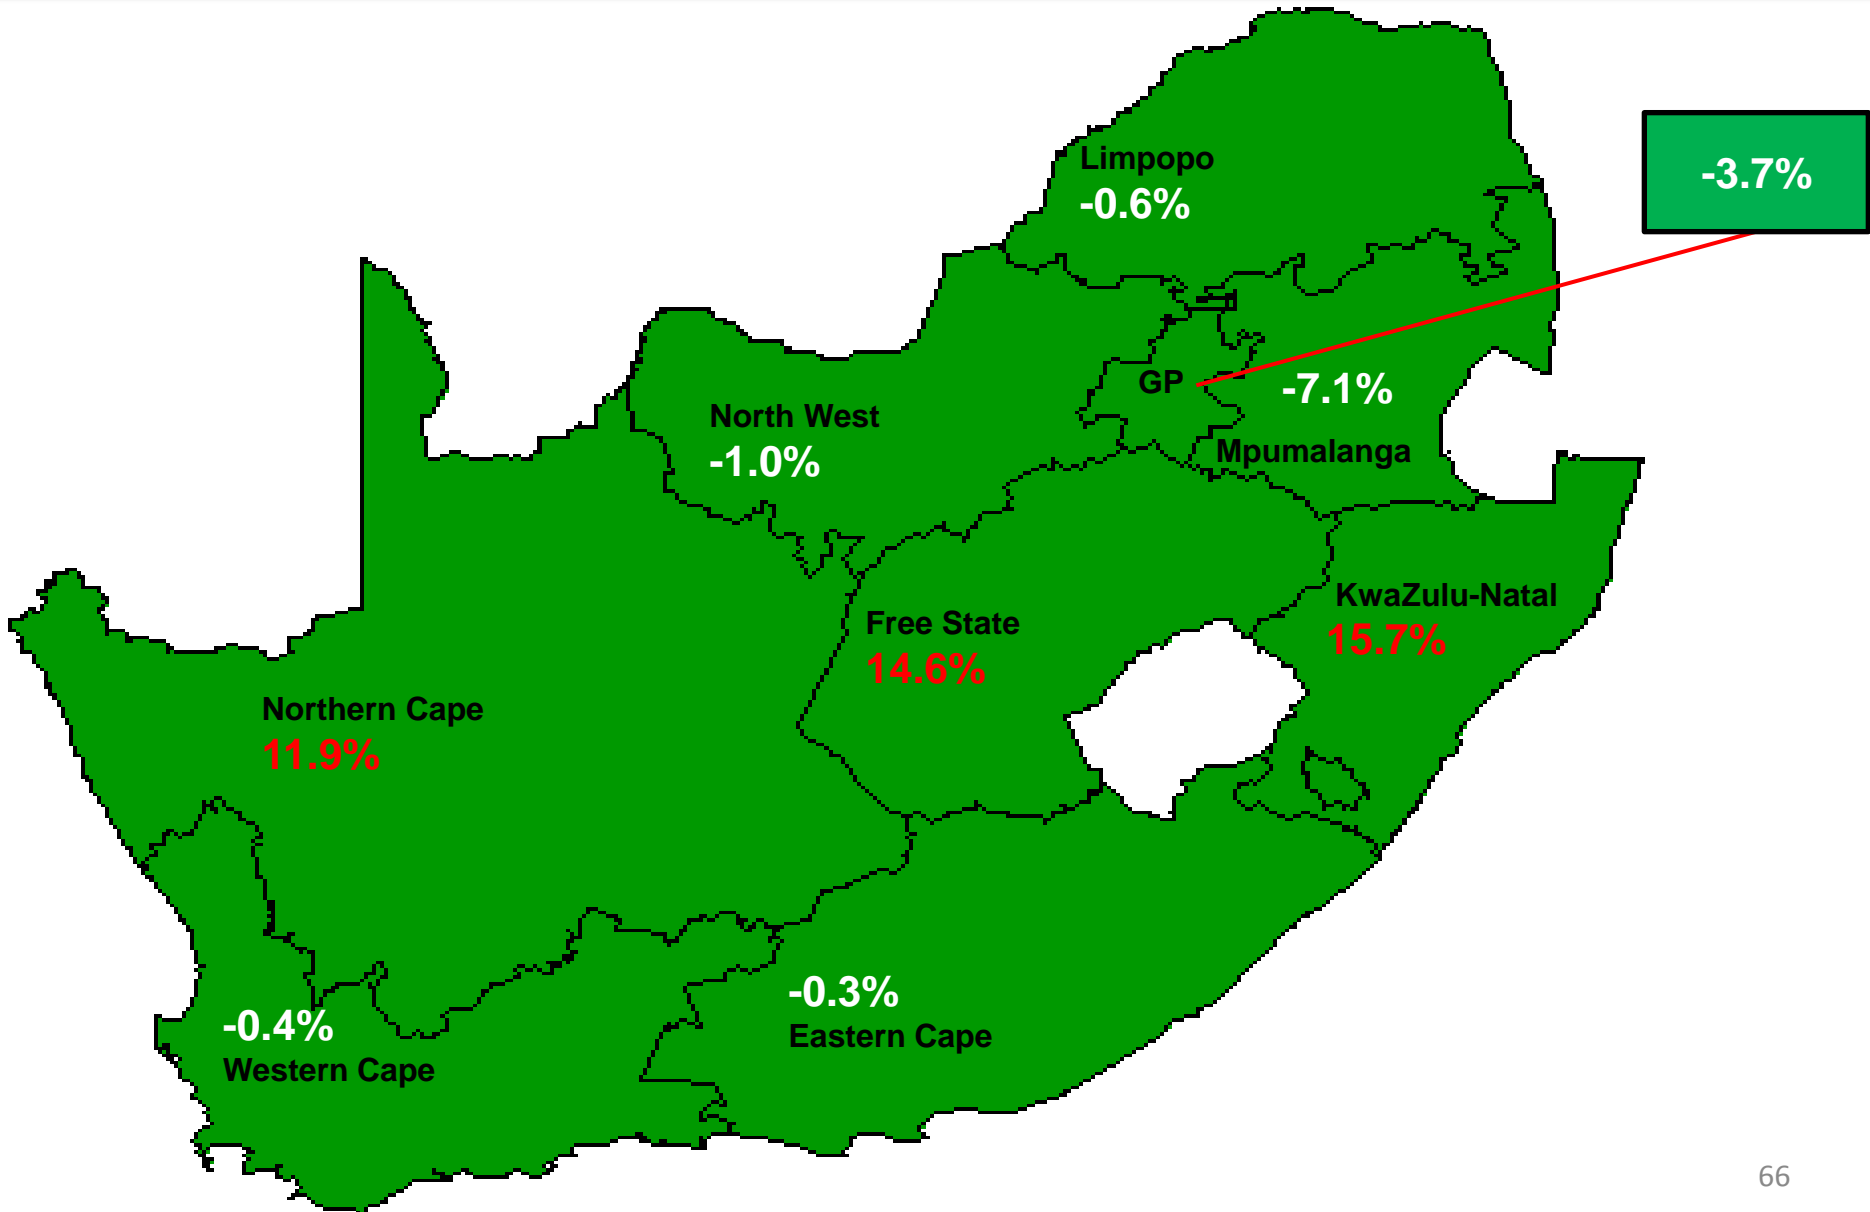 Limpopo
-0.6%
-3.7%
GP
-7.1%
Mpumalanga
North West
-1.0%
KwaZulu-Natal
15.7%
Free State
14.6%
Northern Cape
11.9%
-0.3%
Eastern Cape
-0.4%
Western Cape
66